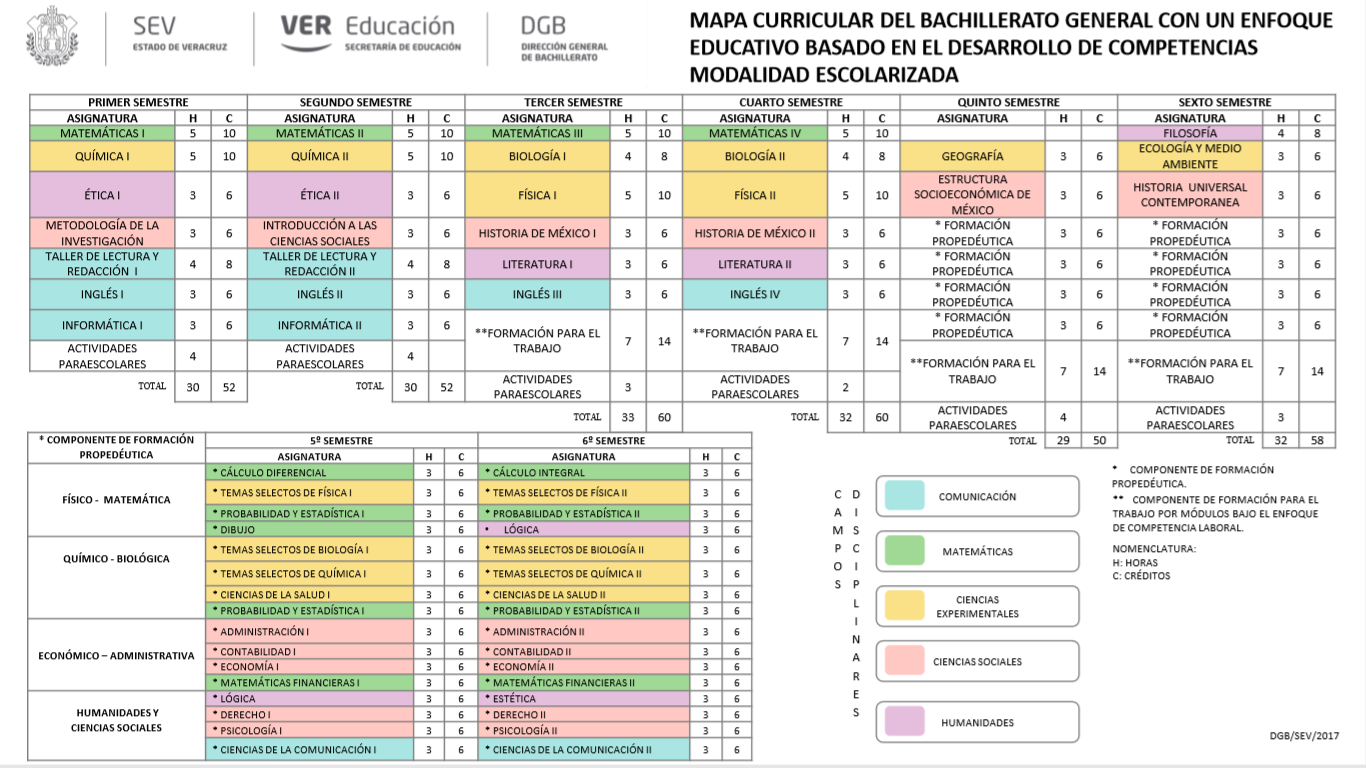 SEV
ESTADO DE VERACRUZ
VER Educación
SECRETARÍA DE EDUCACIÓN
DGB
DIRECCIÓN GENERAL
DE BACHILLERATO
MAPA CURRICULAR DEL BACHILLERATO GENERAL CON UN ENFOQUE
EDUCATIVO BASADO EN EL DESARROLLO DE COMPETENCIAS
MODALIDAD ESCOLARIZADA
PRIMER SEMESTRE
ASIGNATURA H C
MATEMÁTICAS I 5 10
QUÍMICA I 5 10
ÉTICA I 3 6
METODOLOGÍA DE LA
INVESTIGACIÓN 3 6
TALLER DE LECTURA Y
REDACCIÓN I 4 8
INGLÉS I 3 6
INFORMÁTICA I 3 6
ACTIVIDADES
PARAESCOLARES 4
TOTAL 30 52
SEGUNDO SEMESTRE
ASIGNATURA H C
MATEMÁTICAS II 5 10
QUÍMICA II 5 10
ÉTICA II 3 6
INTRODUCCIÓN A LAS
CIENCIAS SOCIALES 3 6
TALLER DE LECTURA Y
REDACCIÓN II 4 8
INGLÉS II 3 6
INFORMÁTICA II 3 6
ACTIVIDADES
PARAESCOLARES 4
TOTAL 30 52
TERCER SEMESTRE
ASIGNATURA H C
MATEMÁTICAS III 5 10
BIOLOGÍA I 4 8
FÍSICA I 5 10
HISTORIA DE MÉXICO I 3 6
LITERATURA I 3 6
INGLÉS III 3 6
**FORMACIÓN PARA EL
TRABAJO 7 14
ACTIVIDADES
PARAESCOLARES 3
TOTAL 33 60
CUARTO SEMESTRE
ASIGNATURA H C
MATEMÁTICAS IV 5 10
BIOLOGÍA II 4 8
FÍSICA II 5 10
HISTORIA DE MÉXICO II 3 6
LITERATURA II 3 6
INGLÉS IV 3 6
**FORMACIÓN PARA EL
TRABAJO 7 14
ACTIVIDADES
PARAESCOLARES 2
TOTAL 32 60
QUINTO SEMESTRE
ASIGNATURA H C
GEOGRAFÍA 3 6
ESTRUCTURA
SOCIOECONÓMICA DE
MÉXICO 3 6
* FORMACIÓN
PROPEDÉUTICA 3 6
* FORMACIÓN
PROPEDÉUTICA 3 6
* FORMACIÓN
PROPEDÉUTICA 3 6
* FORMACIÓN
PROPEDÉUTICA 3 6
**FORMACIÓN PARA EL
TRABAJO 7 14
ACTIVIDADES
PARAESCOLARES 4
TOTAL 29 50
SEXTO SEMESTRE
ASIGNATURA H C
FILOSOFÍA 4 8
ECOLOGÍA Y MEDIO
AMBIENTE 3 6
HISTORIA UNIVERSAL
CONTEMPORANEA 3 6
* FORMACIÓN
PROPEDÉUTICA 3 6
* FORMACIÓN
PROPEDÉUTICA 3 6
* FORMACIÓN
PROPEDÉUTICA 3 6
* FORMACIÓN
PROPEDÉUTICA 3 6
**FORMACIÓN PARA EL
TRABAJO 7 14
ACTIVIDADES
PARAESCOLARES 3
TOTAL 32 58
* COMPONENTE DE FORMACIÓN
PROPEDÉUTICA
5º SEMESTRE 6º SEMESTRE
ASIGNATURA H C ASIGNATURA H C
FÍSICO - MATEMÁTICA
* CÁLCULO DIFERENCIAL 3 6 * CÁLCULO INTEGRAL 3 6
* TEMAS SELECTOS DE FÍSICA I 3 6 * TEMAS SELECTOS DE FÍSICA II 3 6
* PROBABILIDAD Y ESTADÍSTICA I 3 6 * PROBABILIDAD Y ESTADÍSTICA II 3 6
* DIBUJO 3 6 • LÓGICA 3 6
QUÍMICO - BIOLÓGICA
* TEMAS SELECTOS DE BIOLOGÍA I 3 6 * TEMAS SELECTOS DE BIOLOGÍA II 3 6
* TEMAS SELECTOS DE QUÍMICA I 3 6 * TEMAS SELECTOS DE QUÍMICA II 3 6
* CIENCIAS DE LA SALUD I 3 6 * CIENCIAS DE LA SALUD II 3 6
* PROBABILIDAD Y ESTADÍSTICA I 3 6 * PROBABILIDAD Y ESTADÍSTICA II 3 6
ECONÓMICO – ADMINISTRATIVA
* ADMINISTRACIÓN I 3 6 * ADMINISTRACIÓN II 3 6
* CONTABILIDAD I 3 6 * CONTABILIDAD II 3 6
* ECONOMÍA I 3 6 * ECONOMÍA II 3 6
* MATEMÁTICAS FINANCIERAS I 3 6 * MATEMÁTICAS FINANCIERAS II 3 6
HUMANIDADES Y
CIENCIAS SOCIALES
* LÓGICA 3 6 * ESTÉTICA 3 6
* DERECHO I 3 6 * DERECHO II 3 6
* PSICOLOGÍA I 3 6 * PSICOLOGÍA II 3 6
* CIENCIAS DE LA COMUNICACIÓN I 3 6 * CIENCIAS DE LA COMUNICACIÓN II 3 6
CAMPOS
DISCIPLINARES
COMUNICACIÓN
MATEMÁTICAS
CIENCIAS
EXPERIMENTALES
CIENCIAS SOCIALES
HUMANIDADES
* COMPONENTE DE FORMACIÓN
PROPEDÉUTICA.
** COMPONENTE DE FORMACIÓN PARA EL
TRABAJO POR MÓDULOS BAJO EL ENFOQUE
DE COMPETENCIA LABORAL.
NOMENCLATURA:
H: HORAS
C: CRÉDITOS
DGB/SEV/2017